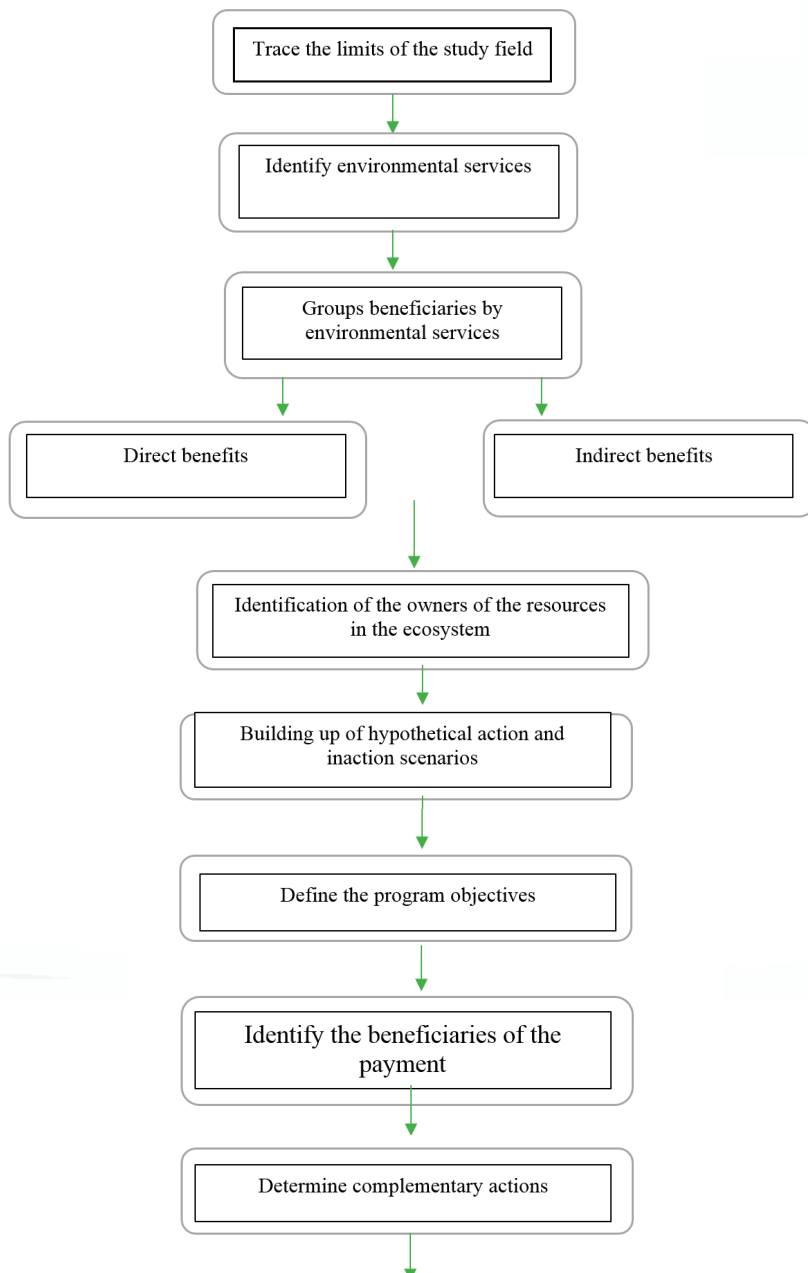 Trace the limits of the study field
Identify environmental services
Groups beneficiaries by
environmental services
Direct benefits
Indirect benefits
Identification of the owners of the resources
in the ecosystem
Building up of hypothetical action and
inaction scenarios
Define the program objectives
Identify the beneficiaries of the
payment
Determine complementary actions